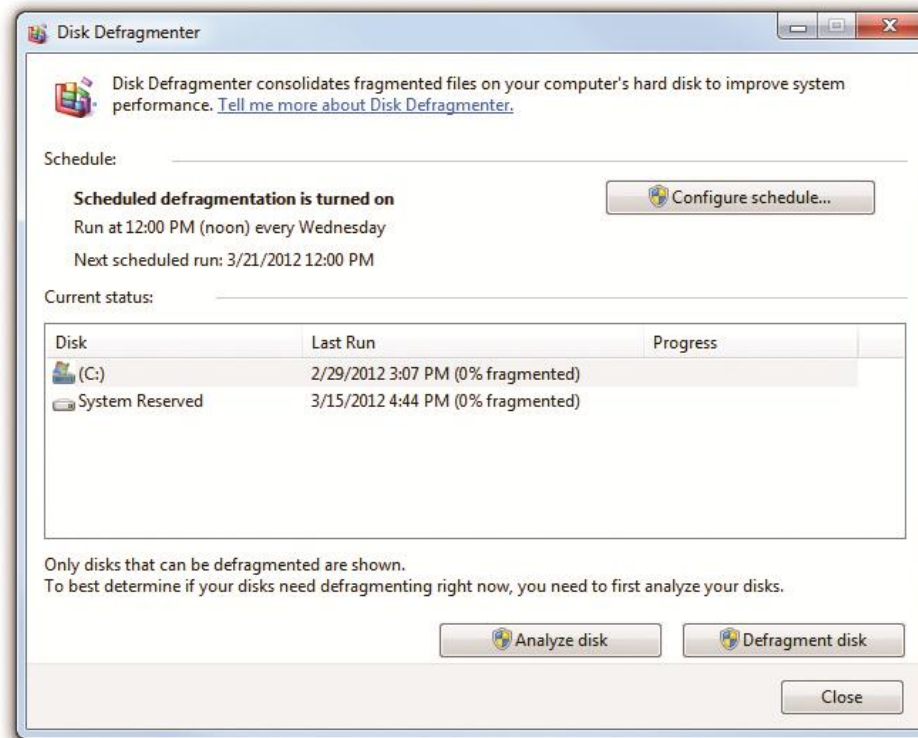 Disk Defragmenter
Disk Defragmenter consolidates fragmented files on your computer's hard disk to improve system
performance. Tell me more about Disk Defragmenter.
Schedule:
Scheduled defragmentation is turned on
Configure schedule...
Run at 12:00 PM (noon) every Wednesday
Next scheduled run: 3/21/2012 12:00 PM
Current status:
Disk Last Run Progress
(C:) 2/29/2012 3:07 PM (0% fragmented)
System Reserved 3/15/2012 4:44 PM (0% fragmented)
Only disks that can be defragmented are shown.
To best determine if your disks need defragmenting right now, you need to first analyze your disks.
Analyze disk Defragment disk
Close